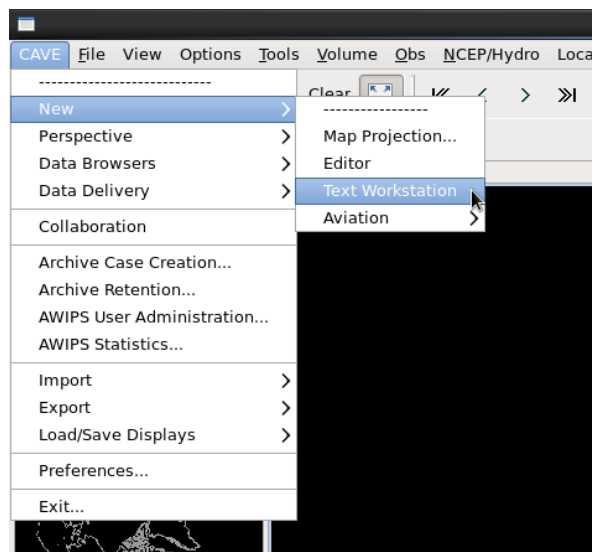 CAVE File View Options Tools Volume Obs NCEP/Hydro Loca
----------------------------
Clear
New
Perspective
Data Browsers
Data Delivery
Collaboration
Archive Case Creation...
Archive Retention...
AWIPS User Administration...
AWIPS Statistics...
Import
Export
Load/Save Displays
Preferences...
Exit...
-----------------
Map Projection...
Editor
Text Workstation
Aviation